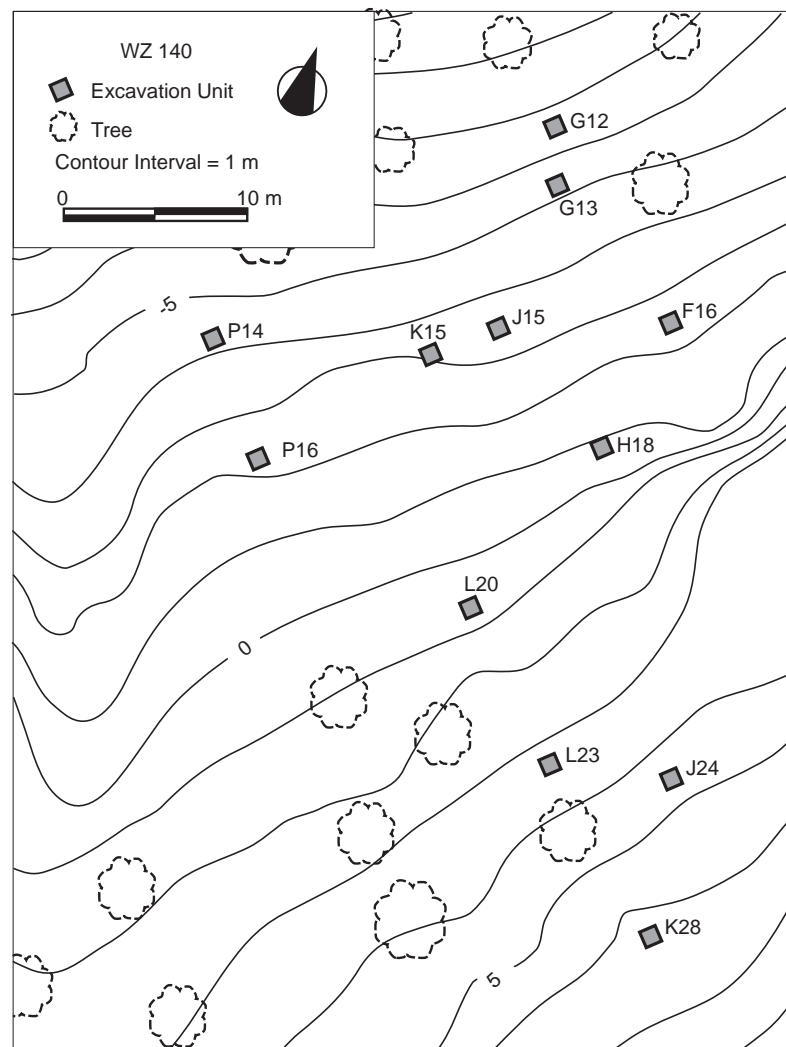 WZ 140
Excavation Unit
Tree
Contour Interval = 1 m
0 10 m
G12
G13
-5
P14
K15
J15
F16
P16
H18
L20
0
L23
J24
K28
5